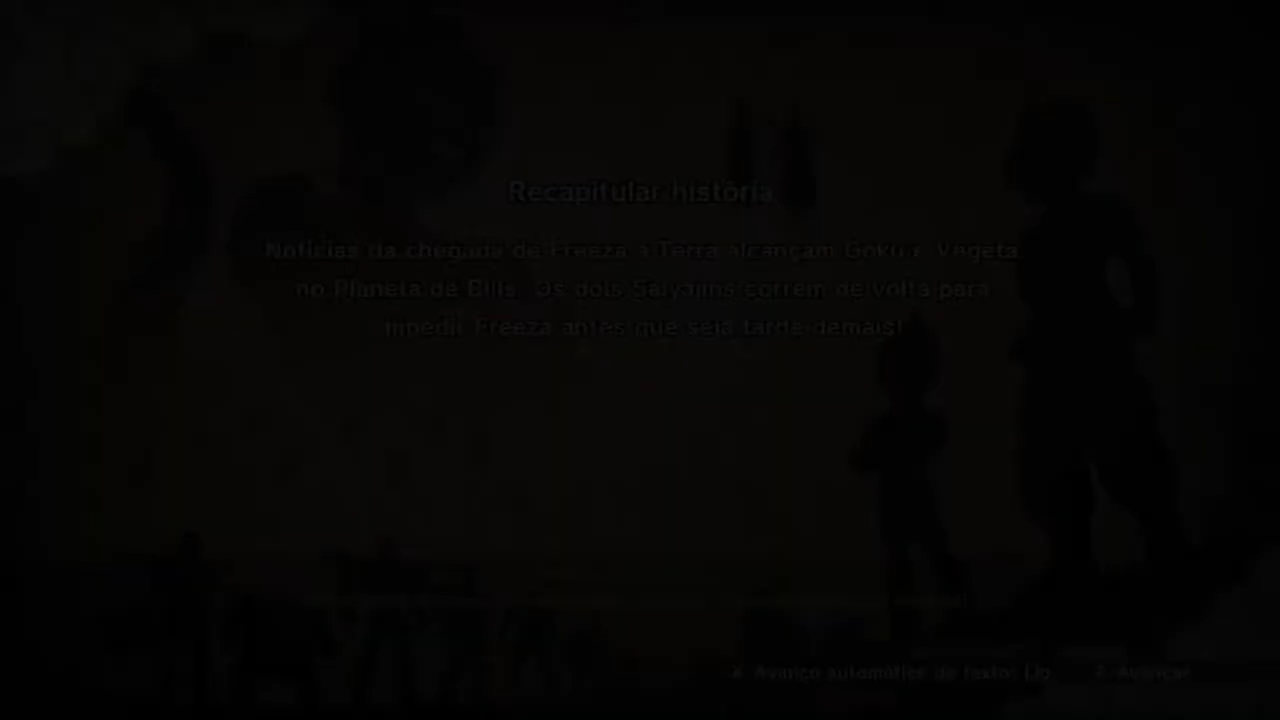 Recapitular história
Notícias da chegada de Freeza à Terra alcançam Goku e Vegeta
no Planeta de Bills. Os dois Saiyajins correm de volta para
impedir Freeza antes que seja tarde demais!
Avanço automático de texto: Lig. Avançar